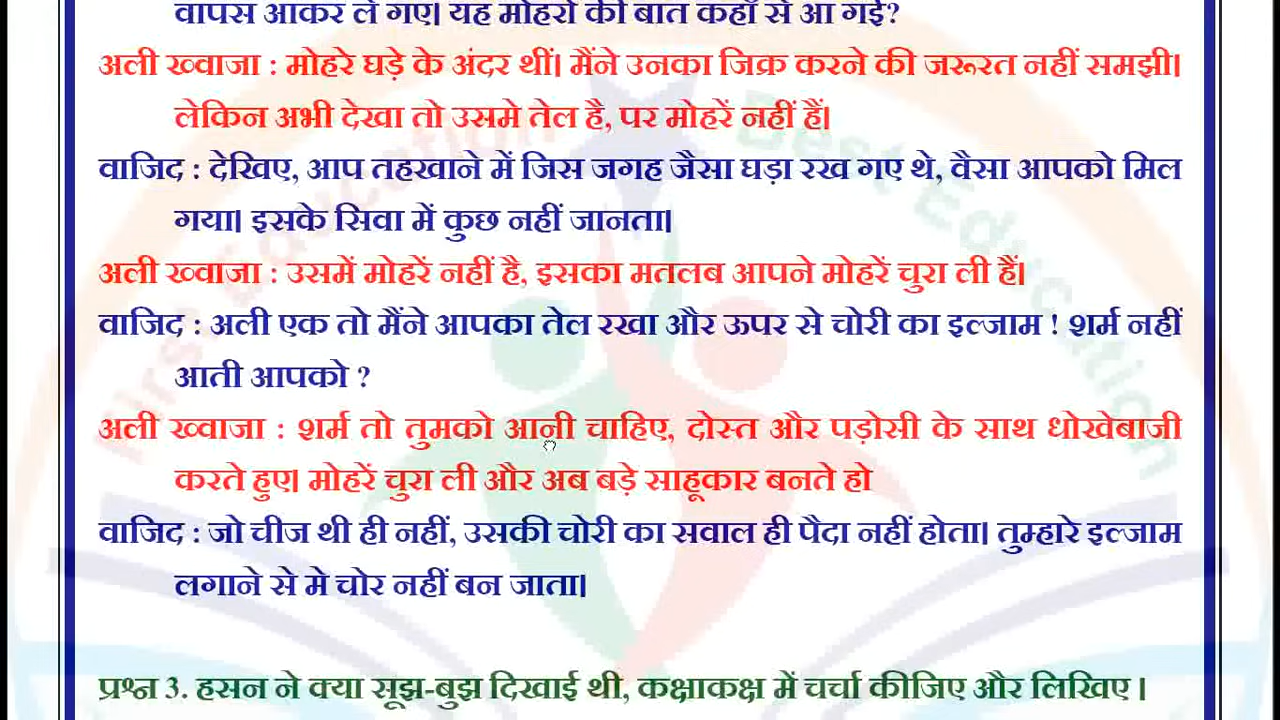 वापस आकर ले गए। यह मोहरों की बात कहाँ से आ गई?
अली ख्वाजा : मोहरे घड़े के अंदर थीं। मैंने उनका जिक्र करने की जरूरत नहीं समझी।
लेकिन अभी देखा तो उसमे तेल है, पर मोहरें नहीं हैं।
वाजिद : देखिए, आप तहखाने में जिस जगह जैसा घड़ा रख गए थे, वैसा आपको मिल
गया। इसके सिवा में कुछ नहीं जानता।
अली ख्वाजा : उसमें मोहरें नहीं है, इसका मतलब आपने मोहरें चुरा ली हैं।
वाजिद : अली एक तो मैंने आपका तेल रखा और ऊपर से चोरी का इल्जाम ! शर्म नहीं
आती आपको ?
अली ख्वाजा : शर्म तो तुमको आनी चाहिए, दोस्त और पड़ोसी के साथ धोखेबाजी
करते हुए। मोहरें चुरा ली और अब बड़े साहूकार बनते हो
वाजिद : जो चीज थी ही नहीं, उसकी चोरी का सवाल ही पैदा नहीं होता। तुम्हारे इल्जाम
लगाने से मे चोर नहीं बन जाता।
प्रश्न 3. हसन ने क्या सूझ-बुझ दिखाई थी, कक्षाकक्ष में चर्चा कीजिए और लिखिए ।
Education
Best Education